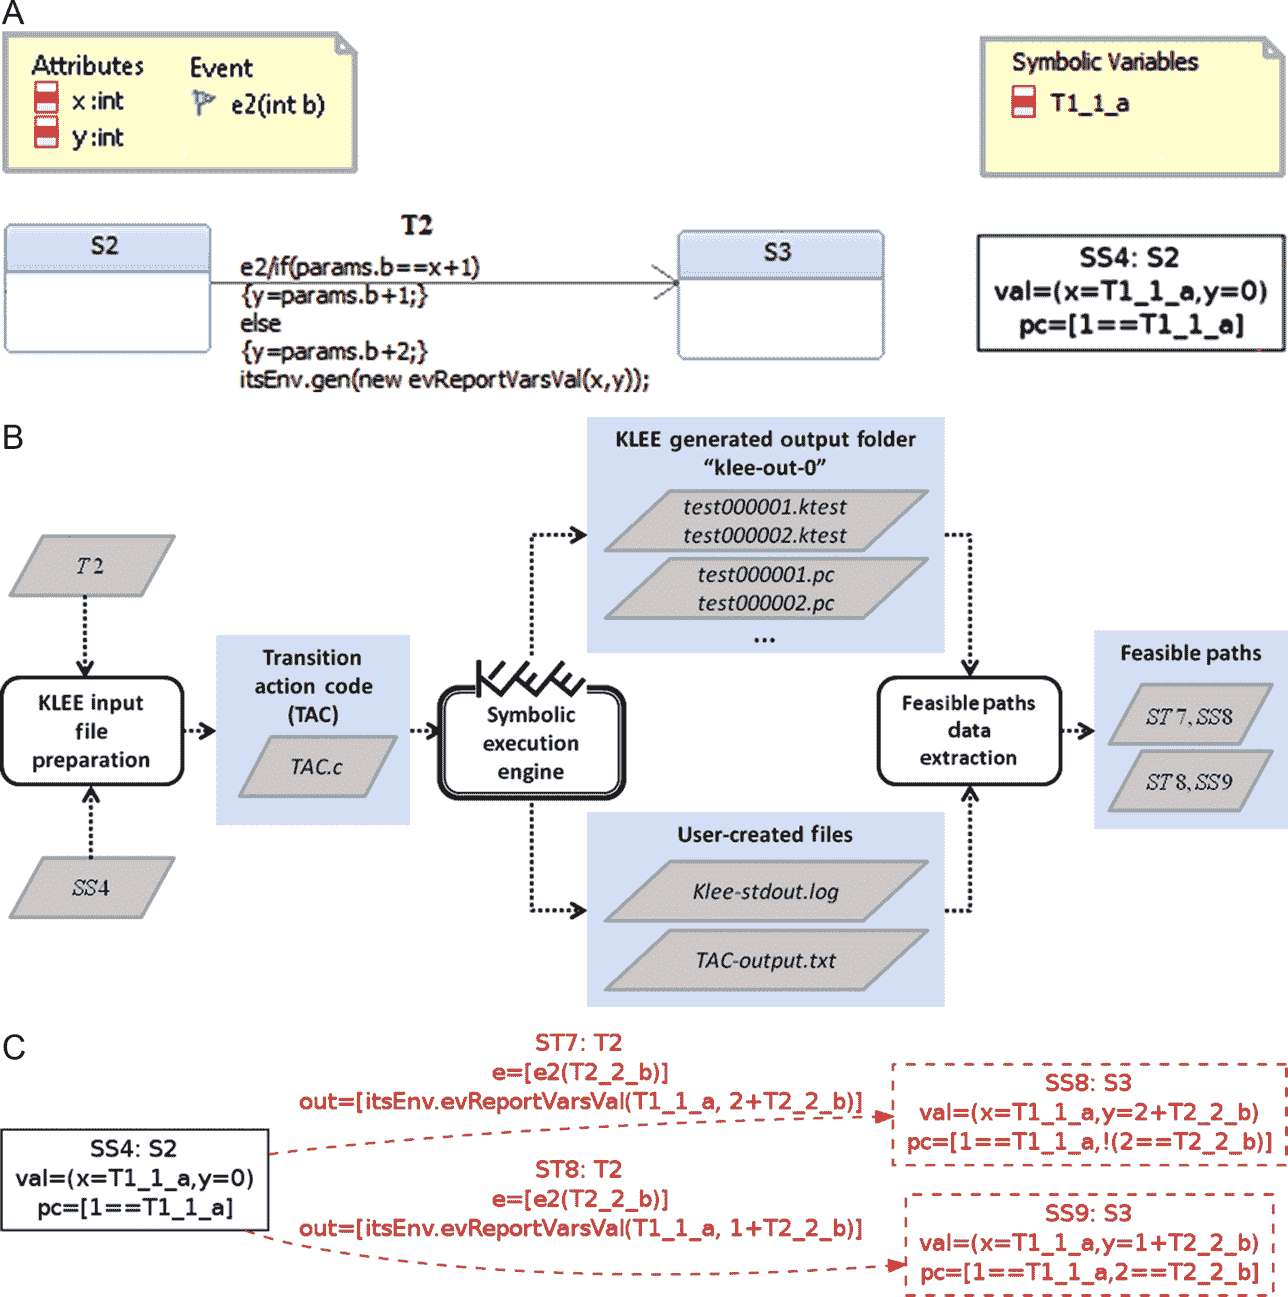 A
Attributes
x :int
y :int
Event
e2(int b)
Symbolic Variables
T1_1_a
S2
T2
e2/if(params.b==x+1)
{y=params.b+1;}
else
{y=params.b+2;}
itsEnv.gen(new evReportVarsVal(x,y));
S3
SS4: S2
val=(x=T1_1_a,y=0)
pc=[1==T1_1_a]
B
T2
KLEE input
file
preparation
SS4
Transition
action code
(TAC)
TAC.c
KLEE
Symbolic
execution
engine
KLEE generated output folder
“klee-out-0”
test000001.ktest
test000002.ktest
test000001.pc
test000002.pc
...
User-created files
Klee-stdout.log
TAC-output.txt
Feasible paths
data
extraction
Feasible paths
ST7,SS8
ST8,SS9
C
SS4: S2
val=(x=T1_1_a,y=0)
pc=[1==T1_1_a]
ST7: T2
e=[e2(T2_2_b)]
out=[itsEnv.evReportVarsVal(T1_1_a, 2+T2_2_b)]
ST8: T2
e=[e2(T2_2_b)]
out=[itsEnv.evReportVarsVal(T1_1_a, 1+T2_2_b)]
SS8: S3
val=(x=T1_1_a,y=2+T2_2_b)
pc=[1==T1_1_a,!(2==T2_2_b)]
SS9: S3
val=(x=T1_1_a,y=1+T2_2_b)
pc=[1==T1_1_a,2==T2_2_b]